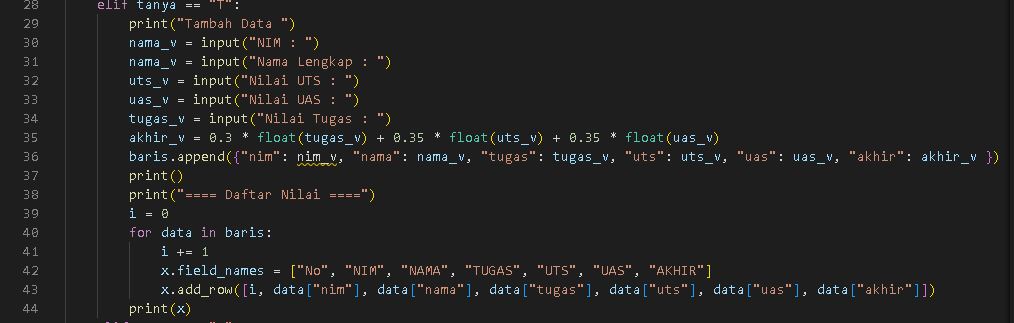 28 elif tanya == "T":
29 print("Tambah Data ")
30 nama_v = input("NIM : ")
31 nama_v = input("Nama Lengkap : ")
32 uts_v = input("Nilai UTS : ")
33 uas_v = input("Nilai UAS : ")
34 tugas_v = input("Nilai Tugas : ")
35 akhir_v = 0.3 * float(tugas_v) + 0.35 * float(uts_v) + 0.35 * float(uas_v)
36 baris.append({"nim": nim_v, "nama": nama_v, "tugas": tugas_v, "uts": uts_v, "uas": uas_v, "akhir": akhir_v })
37 print()
38 print("==== Daftar Nilai ====")
39 i = 0
40 for data in baris:
41 i += 1
42 x.field_names = ["No", "NIM", "NAMA", "TUGAS", "UTS", "UAS", "AKHIR"]
43 x.add_row([i, data["nim"], data["nama"], data["tugas"], data["uts"], data["uas"], data["akhir"]])
44 print(x)